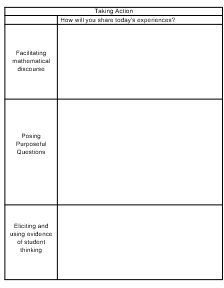 Taking Action
How will you share today's experiences?
Facilitating
mathematical
discourse
Posing
Purposeful
Questions
Eliciting and
using evidence
of student
thinking